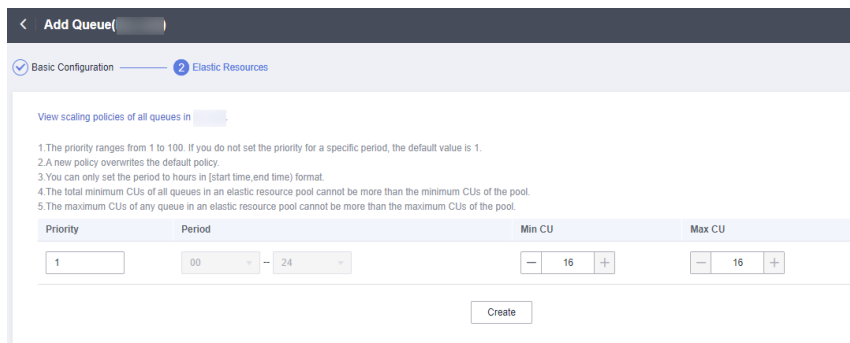 Add Queue( )
Basic Configuration 2 Elastic Resources
View scaling policies of all queues in .
1.The priority ranges from 1 to 100. If you do not set the priority for a specific period, the default value is 1.
2.A new policy overwrites the default policy.
3.You can only set the period to hours in [start time,end time) format.
4.The total minimum CUs of all queues in an elastic resource pool cannot be more than the minimum CUs of the pool.
5.The maximum CUs of any queue in an elastic resource pool cannot be more than the maximum CUs of the pool.
Priority Period Min CU Max CU
1 00 -- 24 — 16 + — 16 +
Create